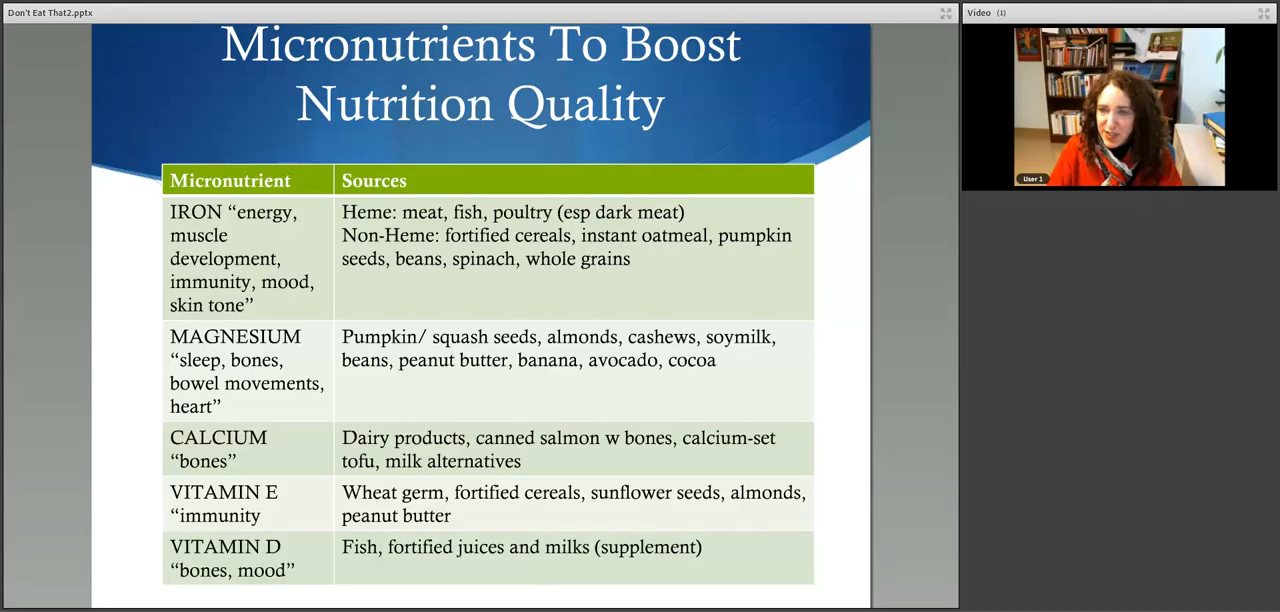 Don't Eat That2.pptx
Video (1)
Micronutrients To Boost
Nutrition Quality
Micronutrient Sources
IRON “energy,
muscle
development,
immunity, mood,
skin tone”
Heme: meat, fish, poultry (esp dark meat)
Non-Heme: fortified cereals, instant oatmeal, pumpkin
seeds, beans, spinach, whole grains
MAGNESIUM
“sleep, bones,
bowel movements,
heart”
Pumpkin/ squash seeds, almonds, cashews, soymilk,
beans, peanut butter, banana, avocado, cocoa
CALCIUM
“bones”
Dairy products, canned salmon w bones, calcium-set
tofu, milk alternatives
VITAMIN E
“immunity
Wheat germ, fortified cereals, sunflower seeds, almonds,
peanut butter
VITAMIN D
“bones, mood”
Fish, fortified juices and milks (supplement)
User 1